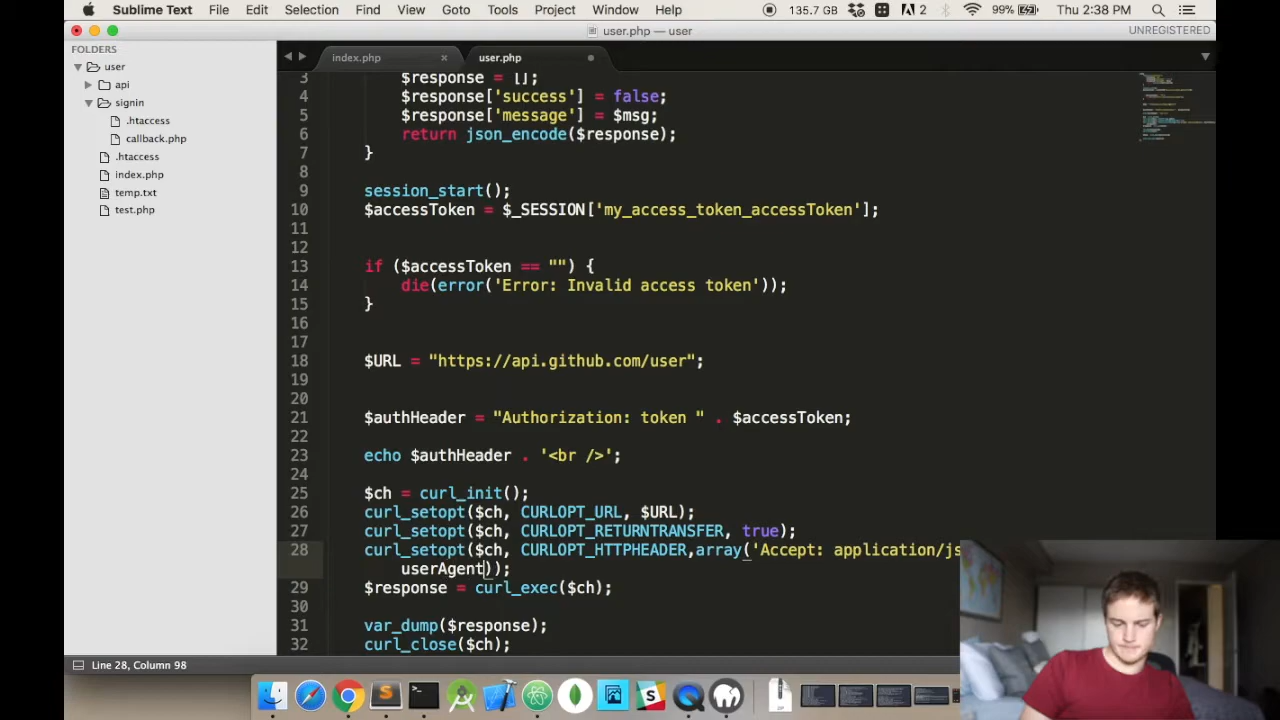 Sublime Text File Edit Selection Find View Goto Tools Project Window Help 135.7 GB 2 99% Thu 2:38 PM
user.php — user
UNREGISTERED
FOLDERS
user
api
signin
.htaccess
callback.php
.htaccess
index.php
temp.txt
test.php
index.php
user.php
3 $response = [];
4 $response['success'] = false;
5 $response['message'] = $msg;
6 return json_encode($response);
7 }
8
9 session_start();
10 $accessToken = $_SESSION['my_access_token_accessToken'];
11
12
13 if ($accessToken == "") {
14 die(error('Error: Invalid access token'));
15 }
16
17
18 $URL = "https://api.github.com/user";
19
20
21 $authHeader = "Authorization: token " . $accessToken;
22
23 echo $authHeader . '<br />';
24
25 $ch = curl_init();
26 curl_setopt($ch, CURLOPT_URL, $URL);
27 curl_setopt($ch, CURLOPT_RETURNTRANSFER, true);
28 curl_setopt($ch, CURLOPT_HTTPHEADER,array('Accept: application/js
userAgent));
29 $response = curl_exec($ch);
30
31 var_dump($response);
32 curl_close($ch);
Line 28, Column 98